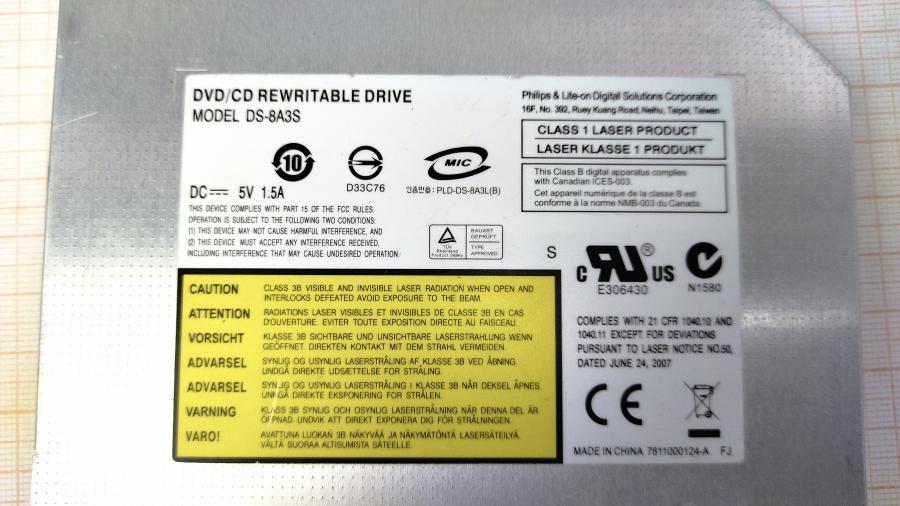 DVD/CD REWRITABLE DRIVE
MODEL DS-8A3S
Philips & Lite-on Digital Solutions Corporation
16F, No. 392, Ruey Kuang Road, Neihu, Taipei, Taiwan
CLASS 1 LASER PRODUCT
LASER KLASSE 1 PRODUKT
This Class B digital apparatus complies
with Canadian ICES-003.
Cet appareil numérique de la classe B est
conforme à la norme NMB-003 du Canada.
10
D33C76
MIC
인증번호: PLD-DS-8A3L(B)
DC 5V 1.5A
THIS DEVICE COMPLIES WITH PART 15 OF THE FCC RULES.
OPERATION IS SUBJECT TO THE FOLLOWING TWO CONDITIONS:
(1) THIS DEVICE MAY NOT CAUSE HARMFUL INTERFERENCE, AND
(2) THIS DEVICE MUST ACCEPT ANY INTERFERENCE RECEIVED,
INCLUDING INTERFERENCE THAT MAY CAUSE UNDESIRED OPERATION.
TÜV
Rheinland
Product Safety
BAUART
GEPRÜFT
TYPE
APPROVED
S
c RU ® US
E306430
N1580
CAUTION CLASS 3B VISIBLE AND INVISIBLE LASER RADIATION WHEN OPEN AND
INTERLOCKS DEFEATED AVOID EXPOSURE TO THE BEAM.
ATTENTION RADIATIONS LASER VISIBLES ET INVISIBLES DE CLASSE 3B EN CAS
D'OUVERTURE. EVITER TOUTE EXPOSITION DIRECTE AU FAISCEAU.
VORSICHT KLASSE 3B SICHTBARE UND UNSICHTBARE LASERSTRAHLUNG WENN
GEÖFFNET. DIREKTEN KONTAKT MIT DEM STRAHL VERMEIDEN.
ADVARSEL SYNLIG OG USYNLIG LASERSTRÅLING AF KLASSE 3B VED ÅBNING.
UNDGÅ DIREKTE UDSÆTTELSE FOR STRÅLING.
ADVARSEL SYNLIG OG USYNLIG LASERSTRÅLING I KLASSE 3B NÅR DEKSEL ÅPNES.
UNNGÅ DIREKTE EKSPONERING FOR STRÅLEN.
VARNING KLASS 3B SYNLIG OCH OSYNLIG LASERSTRÅLNING NÄR DENNA DEL ÄR
ÖPPNAD. UNDVIK ATT DIREKT EXPONERA DIG FÖR STRÅLNINGEN.
VARO! AVATTUNA LUOKAN 3B NÄKYVÄÄ JA NÄKYMÄTÖNTÄ LASERSÄTEILYÄ.
VÄLTÄ SUORAA ALTISUMISTA SÄTEELLE.
COMPLIES WITH 21 CFR 1040.10 AND
1040.11 EXCEPT FOR DEVIATIONS
PURSUANT TO LASER NOTICE NO.50,
DATED JUNE 24, 2007
CE
MADE IN CHINA 7811000124-A FJ